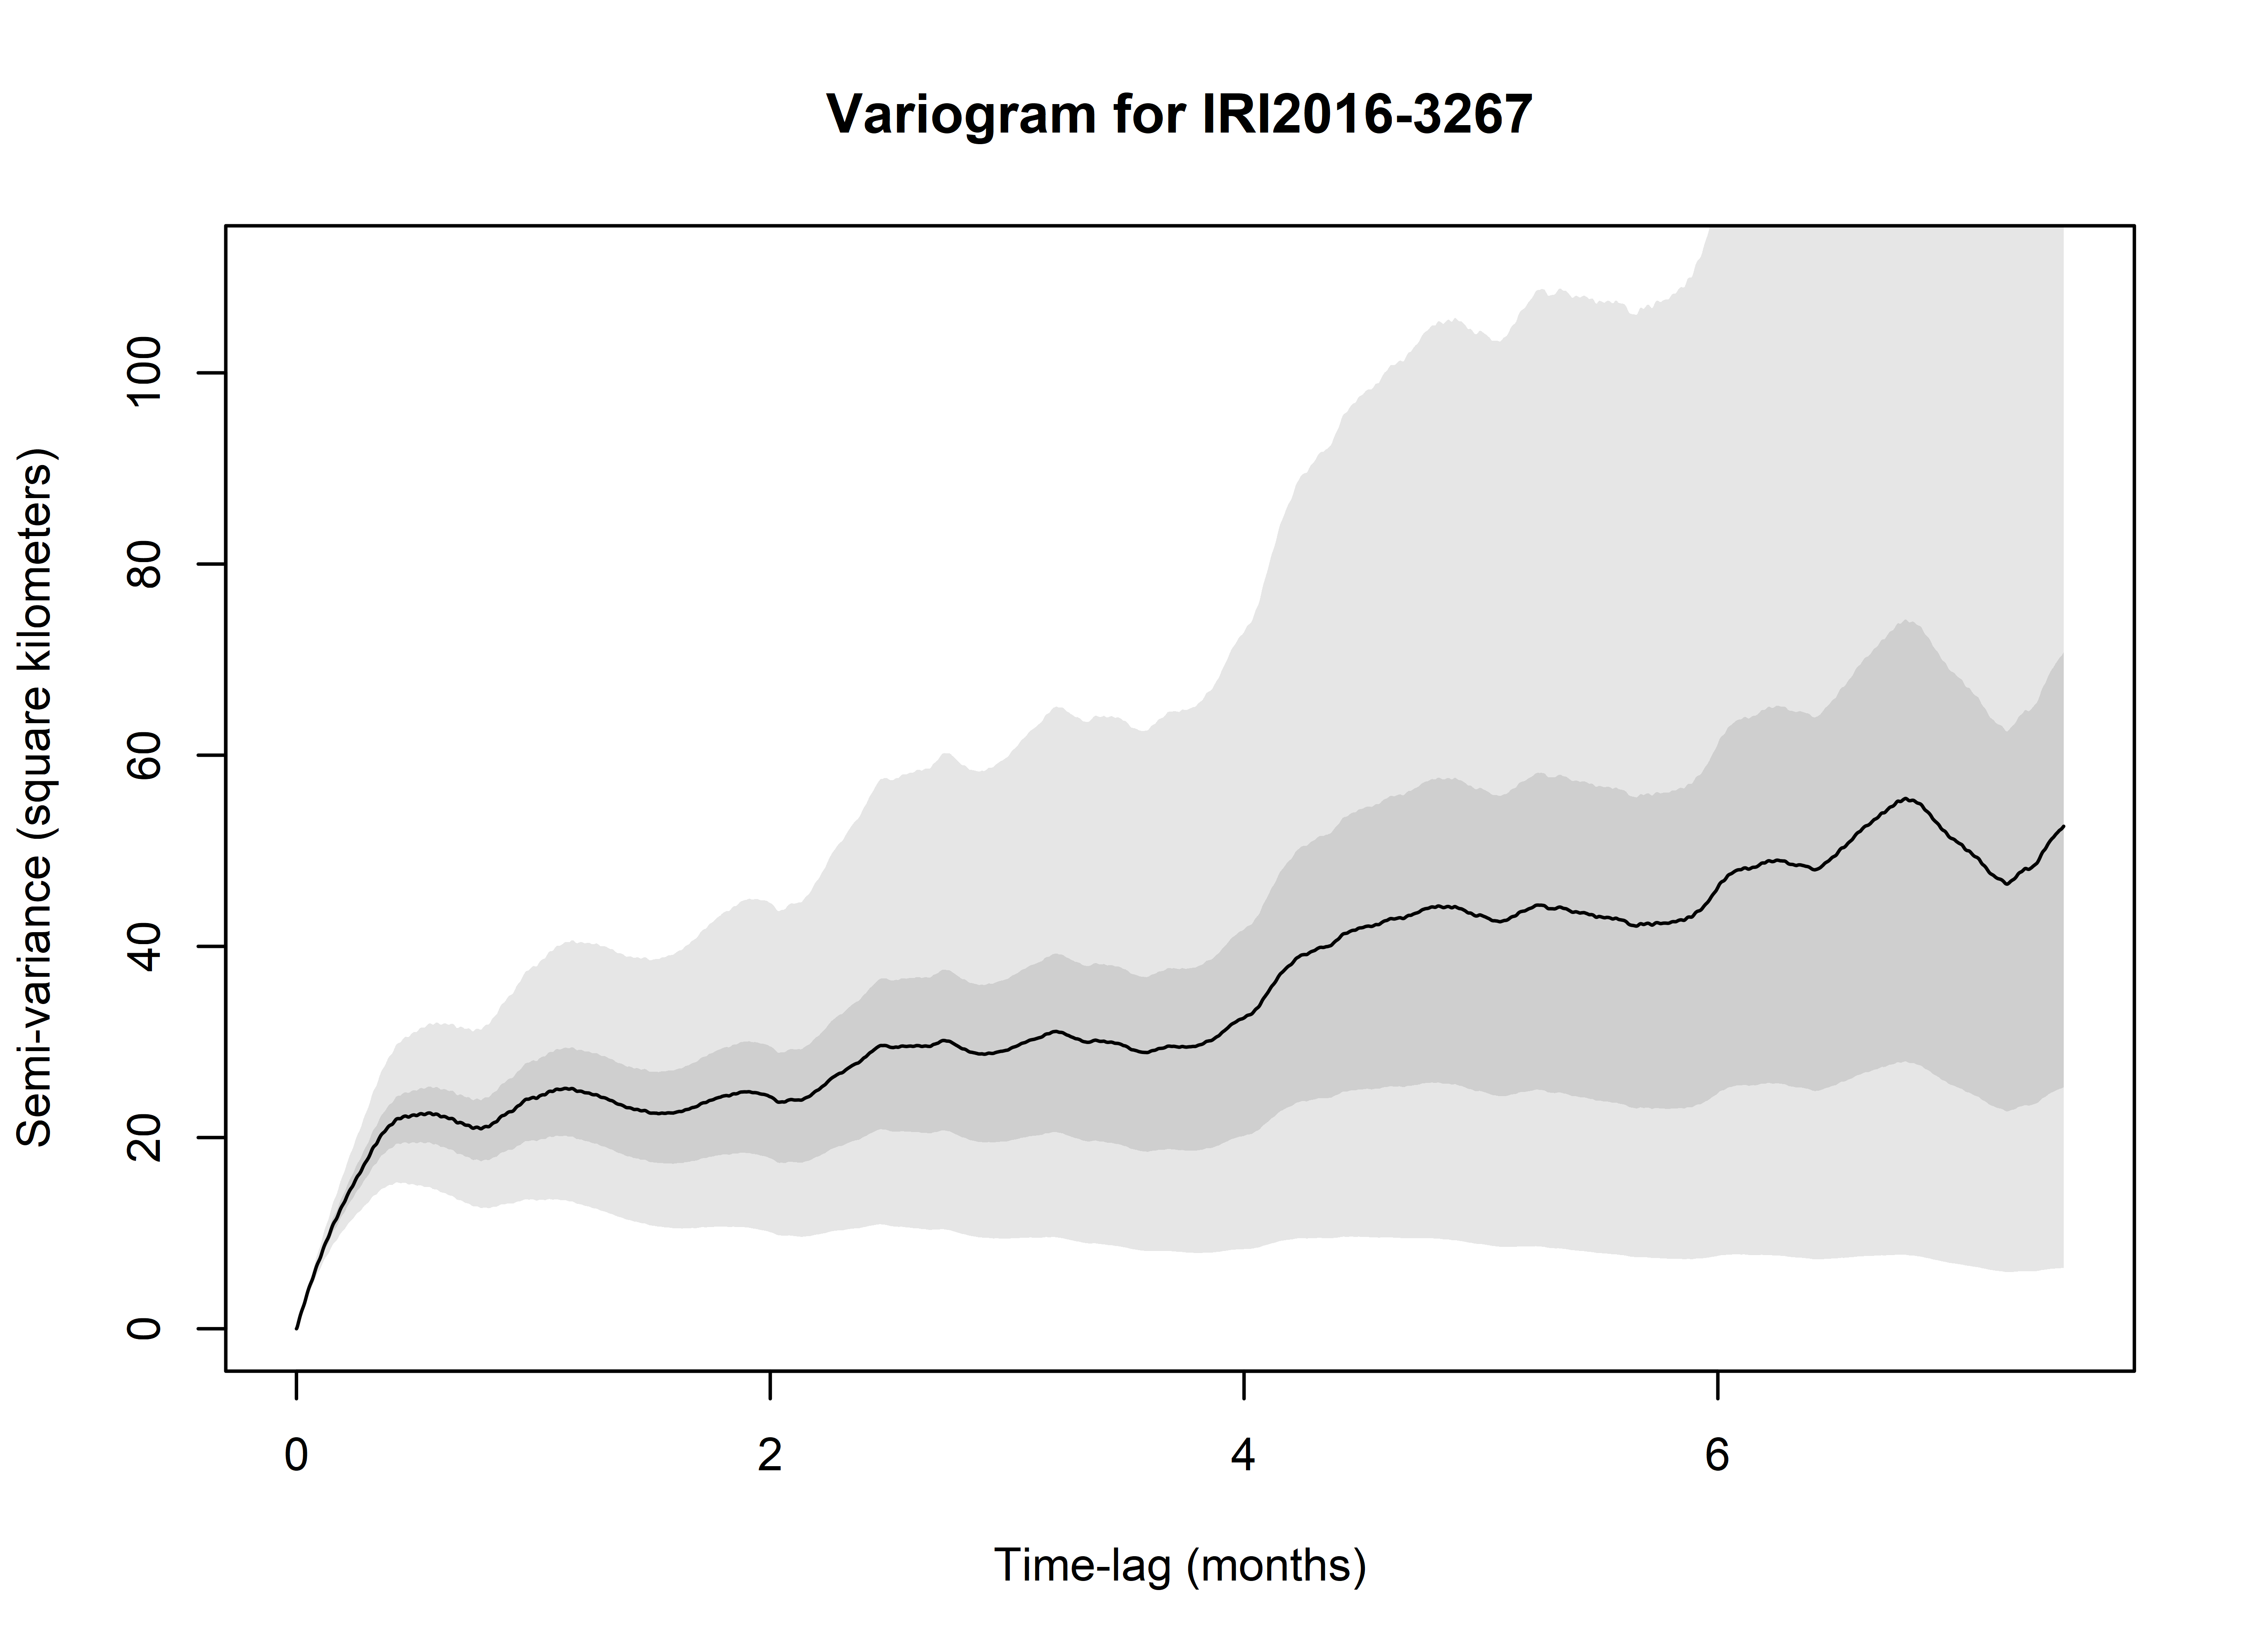 Variogram for IRI2016-3267
Semi-variance (square kilometers)
100
80
60
40
20
0
0 2 4 6
Time-lag (months)